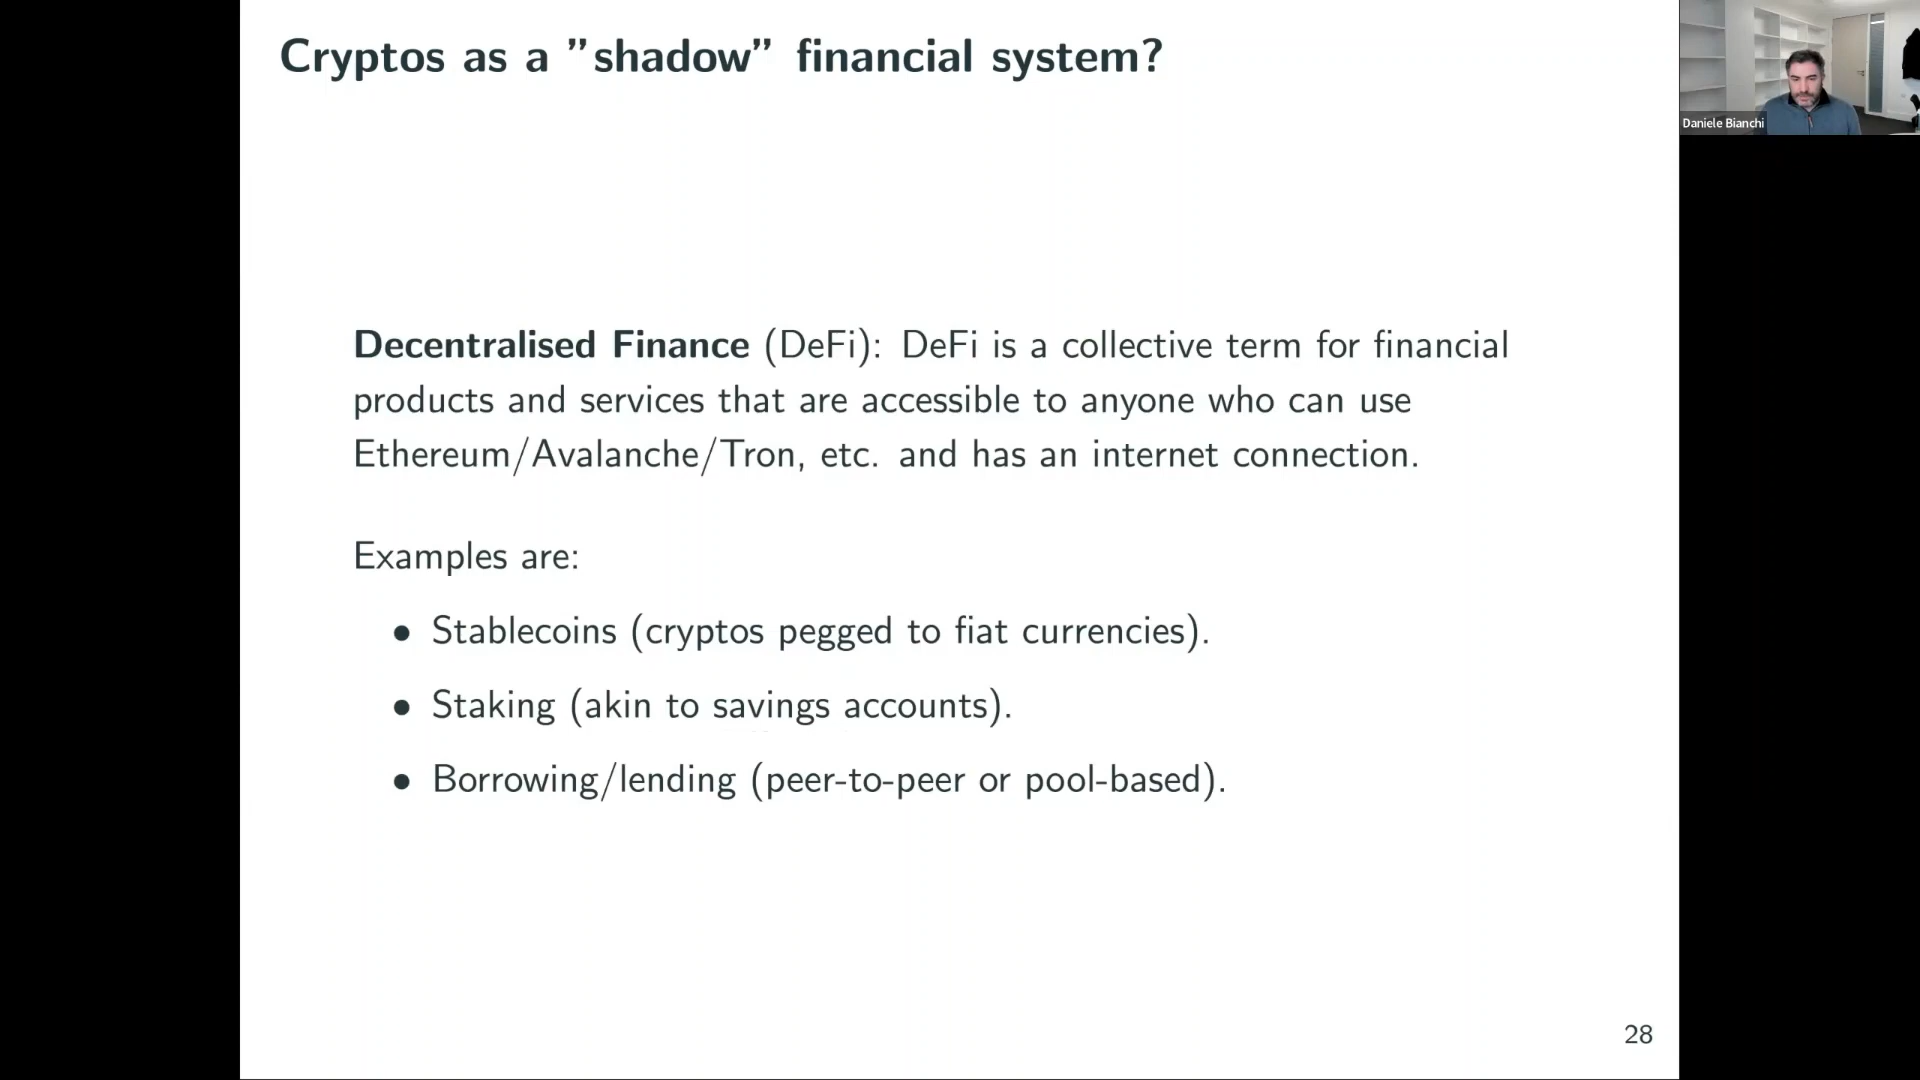 Cryptos as a ”shadow” financial system?
Daniele Bianchi
Decentralised Finance (DeFi): DeFi is a collective term for financial
products and services that are accessible to anyone who can use
Ethereum/Avalanche/Tron, etc. and has an internet connection.
Examples are:
• Stablecoins (cryptos pegged to fiat currencies).
• Staking (akin to savings accounts).
• Borrowing/lending (peer-to-peer or pool-based).
28